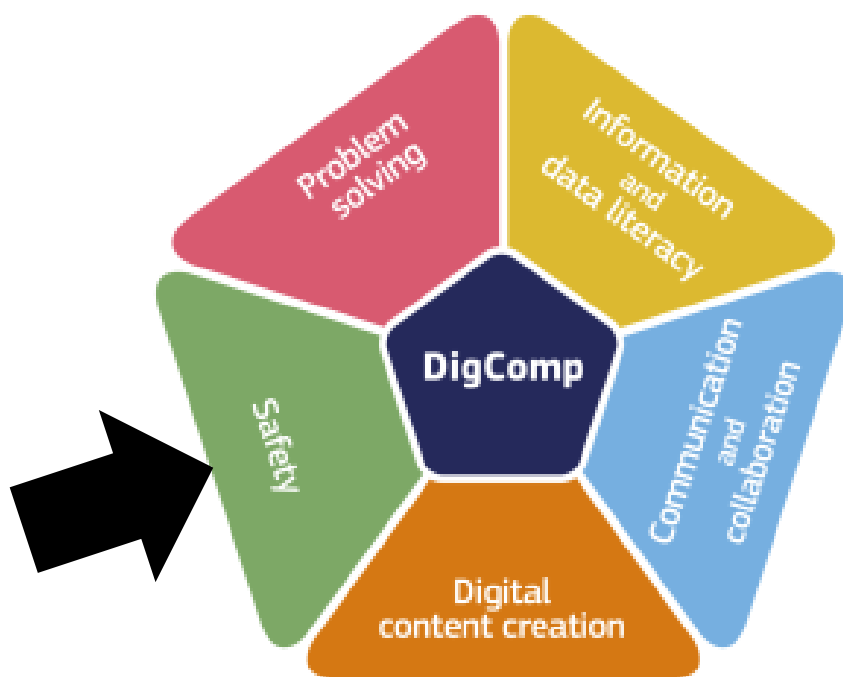 Problem
solving
Information
and
data literacy
DigComp
Safety
Communication
and
collaboration
Digital
content creation